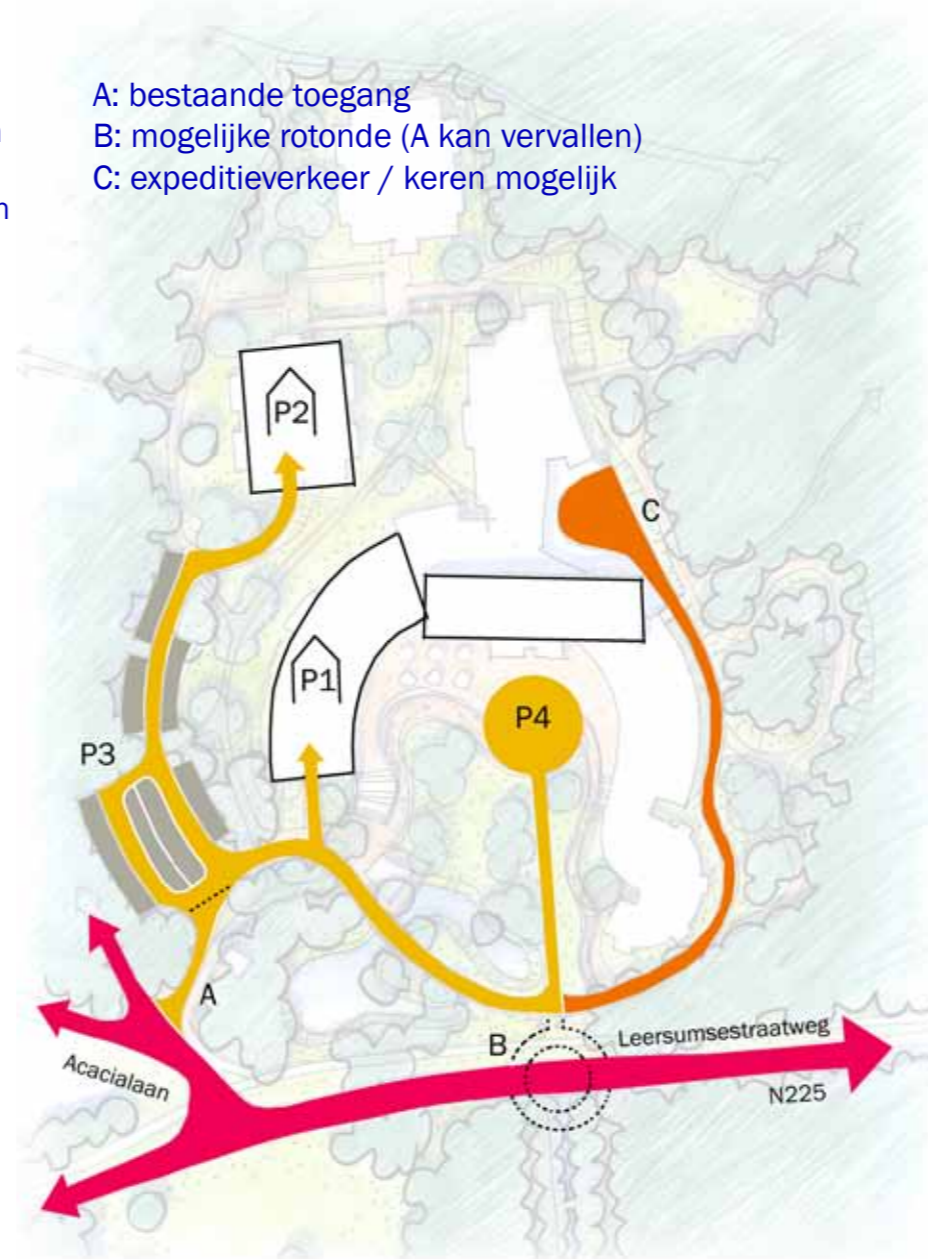 A: bestaande toegang
B: mogelijke rotonde (A kan vervallen)
C: expeditieverkeer / keren mogelijk
n
P2
C
P1
P4
P3
A
B
Leersumsestraatweg
Acacialaan
N225